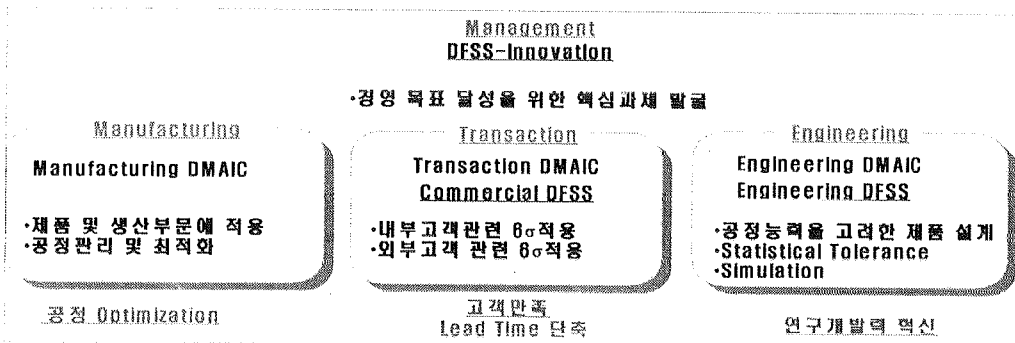 Management
DFSS-Innovation
·경영 목표 달성을 위한 핵심과제 발굴
Manufacturing
Manufacturing DMAIC
·제품 및 생산부문에 적용
·공정관리 및 최적화
공정 Optimization
Transaction
Transaction DMAIC
Commercial DFSS
·내부고객관련 6σ적용
·외부고객 관련 6σ적용
고객만족
Lead Time 단축
Engineering
Engineering DMAIC
Engineering DFSS
·공정능력을 고려한 제품 설계
·Statistical Tolerance
·Simulation
연구개발력 혁신